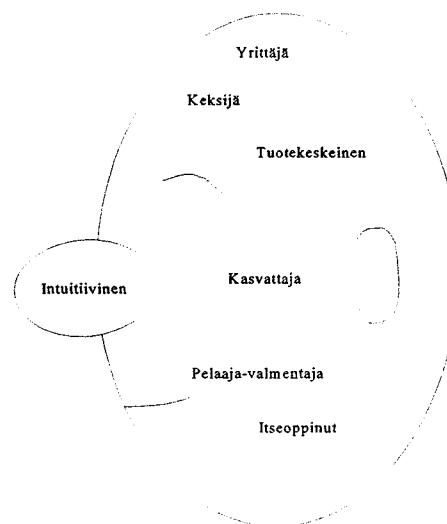 Yrittäjä
Keksijä
Tuotekeskeinen
Intuitiivinen
Kasvattaja
Pelaaja-valmentaja
Itseoppinut